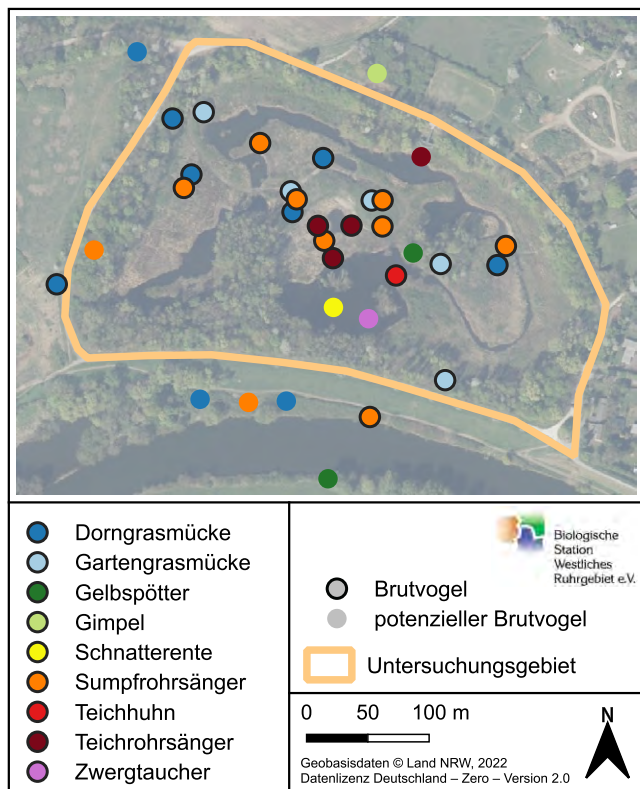 Dorngrasmücke
Gartengrasmücke
Gelbspötter
Gimpel
Schnatterente
Sumpfrohrsänger
Teichhuhn
Teichrohrsänger
Zwergtaucher
Biologische
Station
Westliches
Ruhrgebiet e.V.
Brutvogel
potenzieller Brutvogel
Untersuchungsgebiet
0 50 100 m
N
Geobasisdaten © Land NRW, 2022
Datenlizenz Deutschland – Zero – Version 2.0